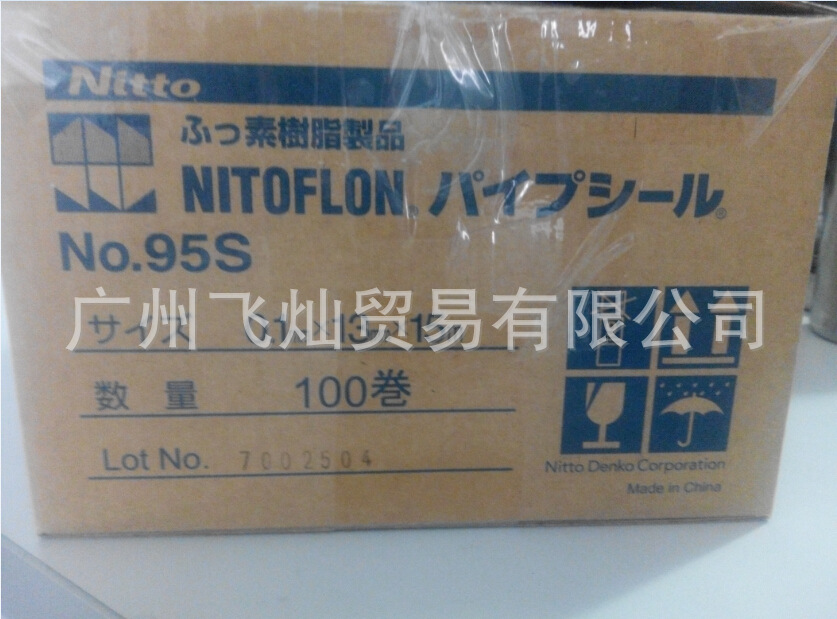 Nitto
ふっ素樹脂製品
NITOFLON® パイプシール®
No.95S
广州飞灿贸易有限公司
サイズ
数量 100巻
Lot No. 7002504
Nitto Denko Corporation
Made in China